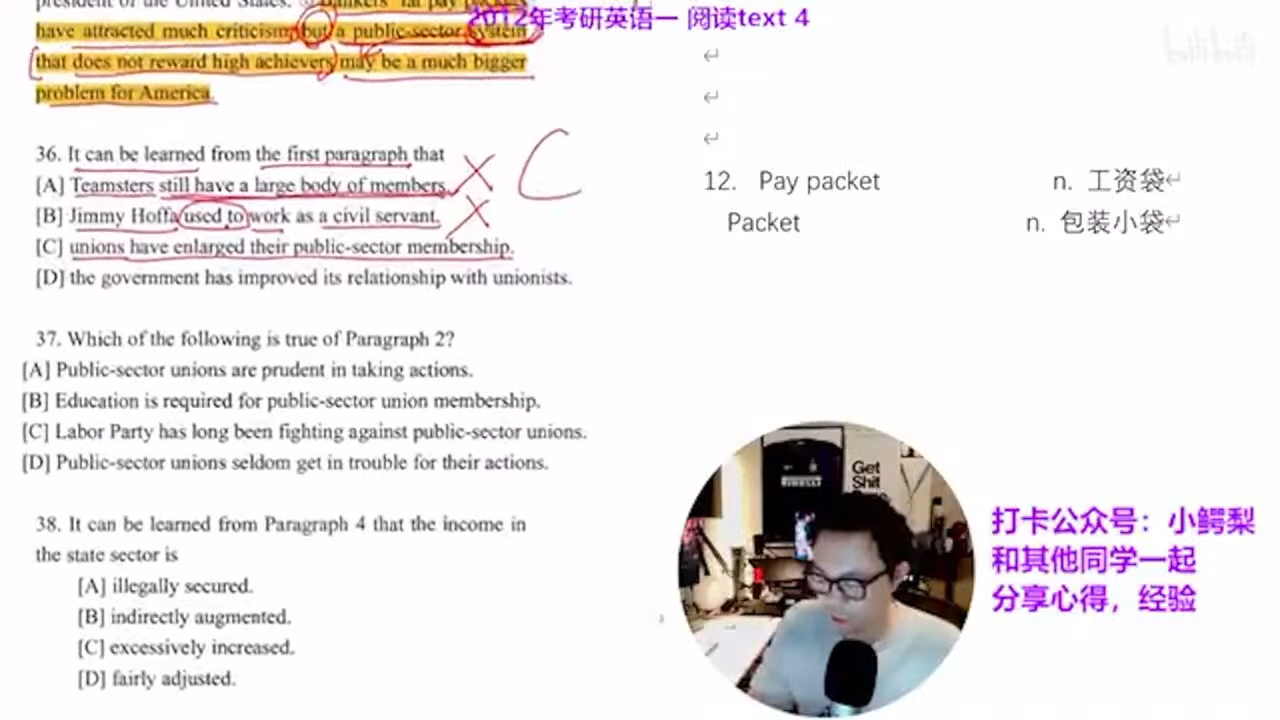 president of the United States.
2012年考研英语一 阅读text 4
have attracted much criticism, but a public-sector system
that does not reward high achievers may be a much bigger
problem for America.
36. It can be learned from the first paragraph that
[A] Teamsters still have a large body of members.
[B] Jimmy Hoffa used to work as a civil servant.
[C] unions have enlarged their public-sector membership.
[D] the government has improved its relationship with unionists.
C
37. Which of the following is true of Paragraph 2?
[A] Public-sector unions are prudent in taking actions.
[B] Education is required for public-sector union membership.
[C] Labor Party has long been fighting against public-sector unions.
[D] Public-sector unions seldom get in trouble for their actions.
38. It can be learned from Paragraph 4 that the income in
the state sector is
[A] illegally secured.
[B] indirectly augmented.
[C] excessively increased.
[D] fairly adjusted.
bilibili
12. Pay packet n. 工资袋
Packet n. 包装小袋
PIRELLI
Get
Shit
打卡公众号：小鳄梨
和其他同学一起
分享心得，经验